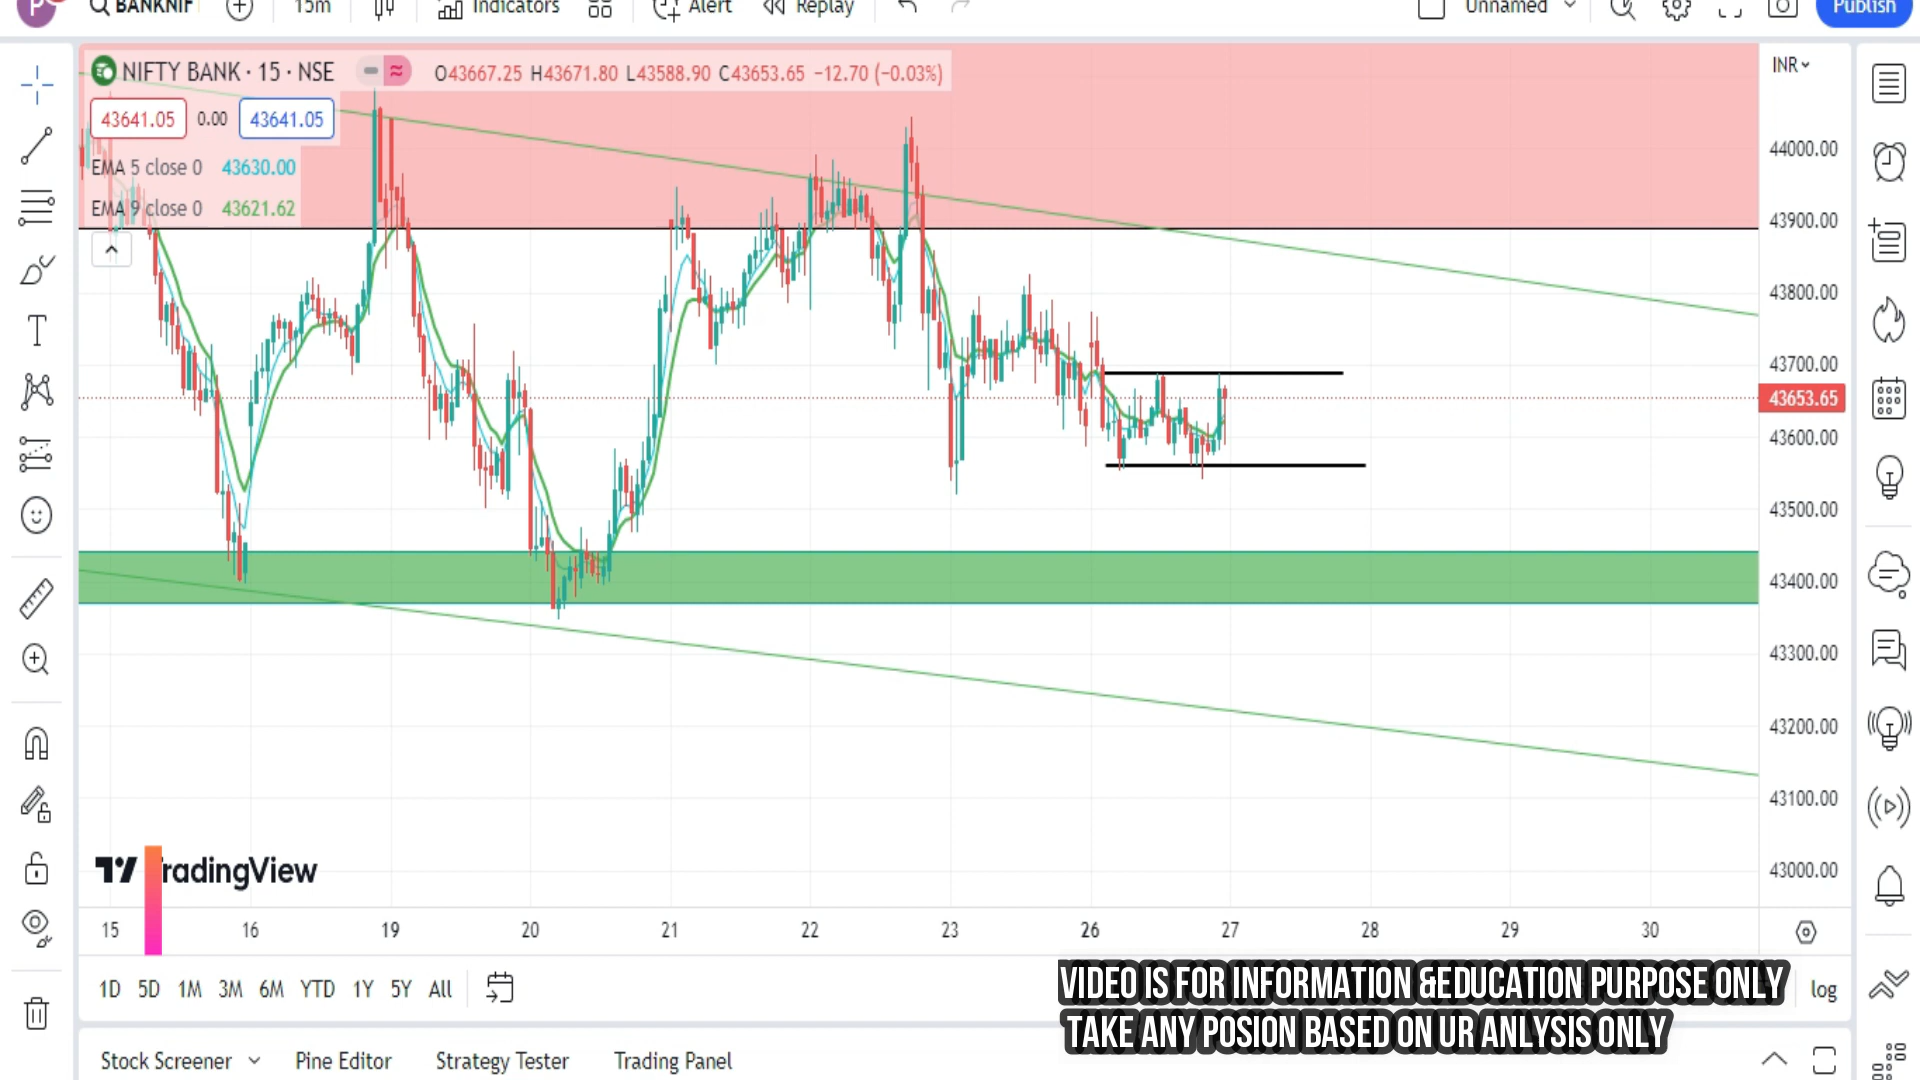 P BANKNIF 15m Indicators Alert Replay Unnamed Publish
NIFTY BANK · 15 · NSE O43667.25 H43671.80 L43588.90 C43653.65 −12.70 (−0.03%) INR
43641.05 0.00 43641.05
EMA 5 close 0 43630.00
EMA 9 close 0 43621.62
44000.00
43900.00
43800.00
43700.00
43653.65
43600.00
43500.00
43400.00
43300.00
43200.00
43100.00
43000.00
TradingView
15 16 19 20 21 22 23 26 27 28 29 30
1D 5D 1M 3M 6M YTD 1Y 5Y All log
VIDEO IS FOR INFORMATION &EDUCATION PURPOSE ONLY
TAKE ANY POSION BASED ON UR ANLYSIS ONLY
Stock Screener Pine Editor Strategy Tester Trading Panel